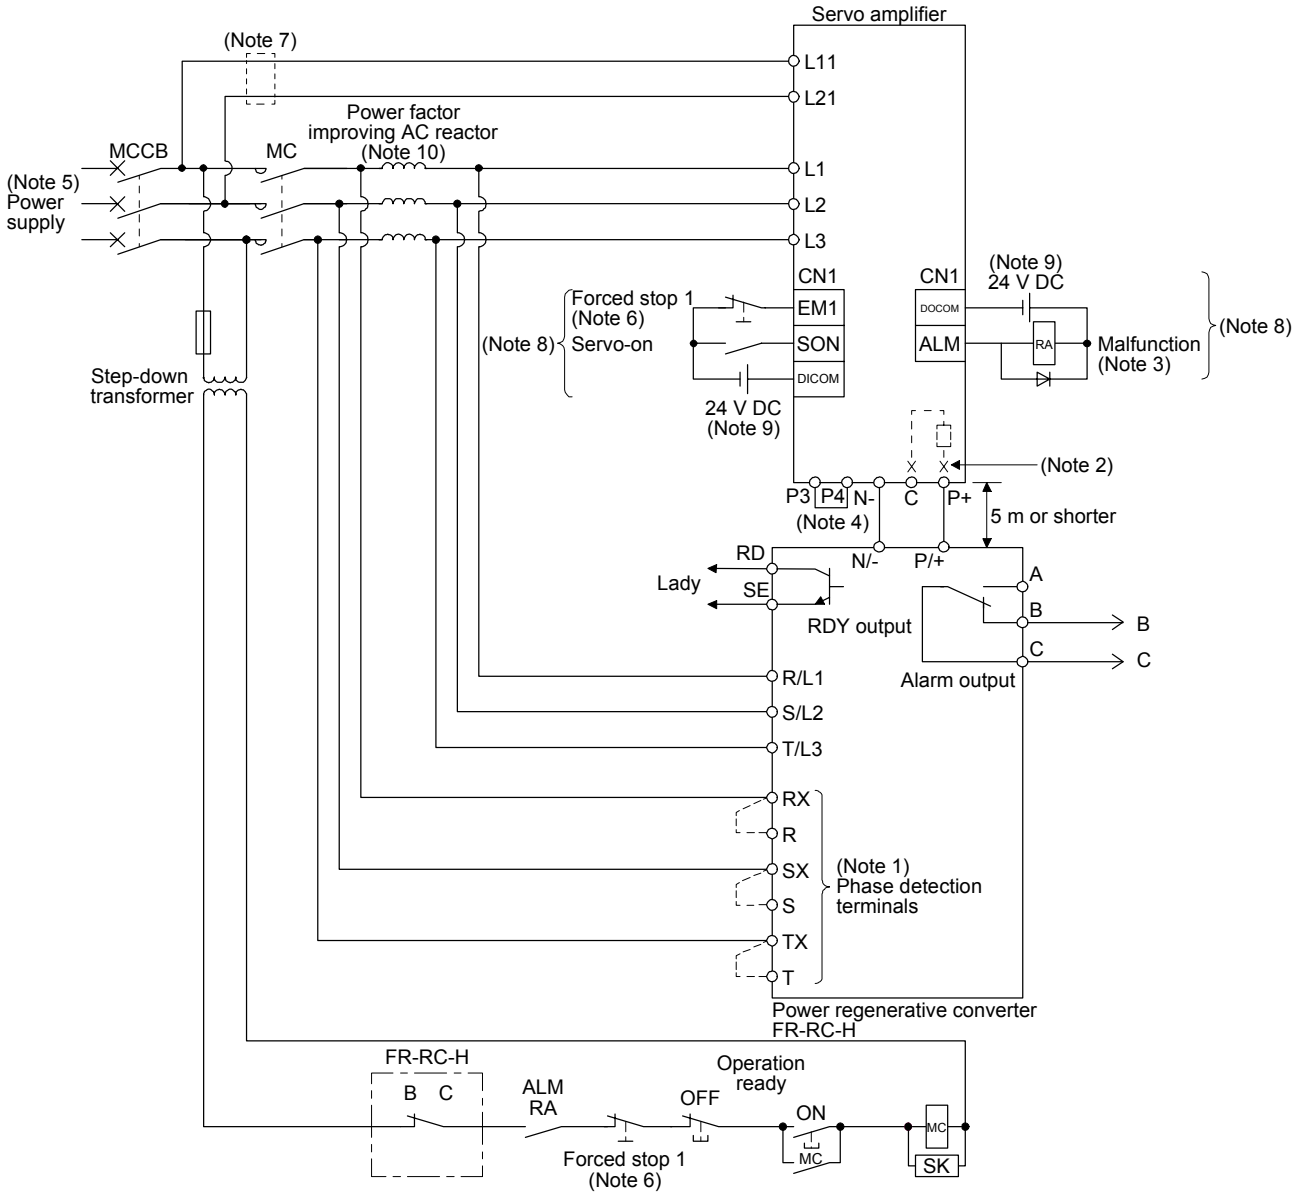 Servo amplifier
(Note 7)
L11
L21
Power factor
improving AC reactor
(Note 10)
MCCB
MC
L1
(Note 5)
Power
supply
L2
L3
CN1
CN1
(Note 9)
24 V DC
Forced stop 1
(Note 6)
EM1
DOCOM
(Note 8)
(Note 8)
Servo-on
SON
ALM
RA
Malfunction
(Note 3)
DICOM
24 V DC
(Note 9)
Step-down
transformer
(Note 2)
P3
P4
N-
C
P+
(Note 4)
5 m or shorter
RD
N/-
P/+
Lady
SE
A
RDY output
B
B
C
C
Alarm output
R/L1
S/L2
T/L3
RX
R
SX
(Note 1)
Phase detection
terminals
S
TX
T
Power regenerative converter
FR-RC-H
FR-RC-H
B C
ALM
RA
OFF
Operation
ready
ON
MC
MC
SK
Forced stop 1
(Note 6)